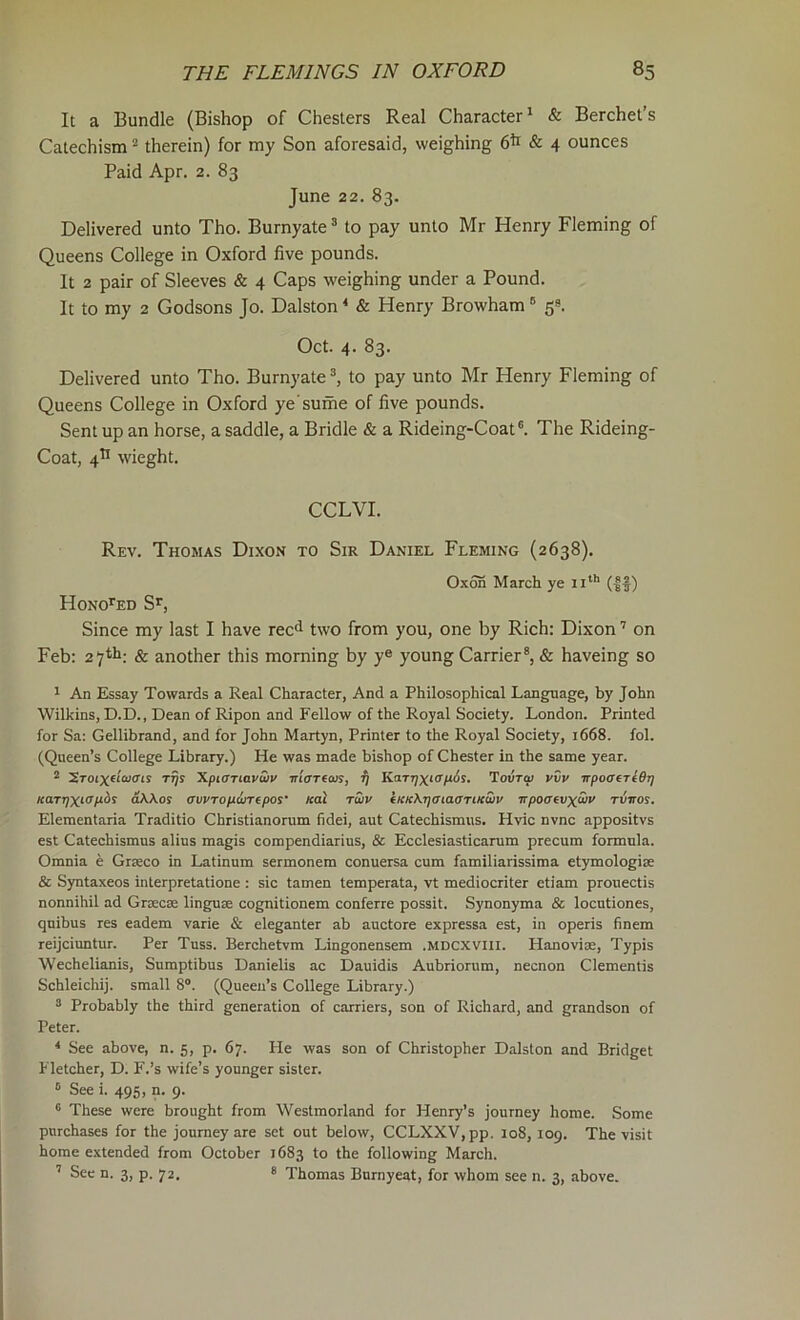 THE FLEMINGS IN OXFORD 85
It a Bundle (Bishop of Chesters Real Character¹ & Berchet's
Catechism² therein) for my Son aforesaid, weighing 6ˡˡ & 4 ounces
Paid Apr. 2. 83
June 22. 83.
Delivered unto Tho. Burnyate³ to pay unto Mr Henry Fleming of
Queens College in Oxford five pounds.
It 2 pair of Sleeves & 4 Caps weighing under a Pound.
It to my 2 Godsons Jo. Dalston⁴ & Henry Browham⁵ 5ˢ.
Oct. 4. 83.
Delivered unto Tho. Burnyate³, to pay unto Mr Henry Fleming of
Queens College in Oxford ye sum̄e of five pounds.
Sent up an horse, a saddle, a Bridle & a Rideing-Coat⁶. The Rideing-
Coat, 4ˡˡ wieght.
CCLVI.
Rev. Thomas Dixon to Sir Daniel Fleming (2638).
Oxon̄ March ye 11ᵗʰ (8⅔)
Honoʳed Sʳ,
Since my last I have recᵈ two from you, one by Rich: Dixon⁷ on
Feb: 27ᵗʰ: & another this morning by yᵉ young Carrier⁸, & haveing so
¹ An Essay Towards a Real Character, And a Philosophical Language, by John
Wilkins, D.D., Dean of Ripon and Fellow of the Royal Society. London. Printed
for Sa: Gellibrand, and for John Martyn, Printer to the Royal Society, 1668. fol.
(Queen's College Library.) He was made bishop of Chester in the same year.
² Στοιχείωσις τῆς Χριστιανῶν πίστεως, ἢ Κατηχισμός. Τούτῳ νῦν προσετέθη
κατηχισμὸς ἄλλος συντομώτερος· καὶ τῶν ἐκκλησιαστικῶν προσευχῶν τύπος.
Elementaria Traditio Christianorum fidei, aut Catechismus. Hvic nvnc appositvs
est Catechismus alius magis compendiarius, & Ecclesiasticarum precum formula.
Omnia è Græco in Latinum sermonem conuersa cum familiarissima etymologiæ
& Syntaxeos interpretatione : sic tamen temperata, vt mediocriter etiam prouectis
nonnihil ad Græcæ linguæ cognitionem conferre possit. Synonyma & locutiones,
quibus res eadem varie & eleganter ab auctore expressa est, in operis finem
reijciuntur. Per Tuss. Berchetvm Lingonensem .MDCXVIII. Hanoviæ, Typis
Wechelianis, Sumptibus Danielis ac Dauidis Aubriorum, necnon Clementis
Schleichij. small 8°. (Queen's College Library.)
³ Probably the third generation of carriers, son of Richard, and grandson of
Peter.
⁴ See above, n. 5, p. 67. He was son of Christopher Dalston and Bridget
Fletcher, D. F.'s wife's younger sister.
⁵ See i. 495, n. 9.
⁶ These were brought from Westmorland for Henry's journey home. Some
purchases for the journey are set out below, CCLXXV, pp. 108, 109. The visit
home extended from October 1683 to the following March.
⁷ See n. 3, p. 72. ⁸ Thomas Burnyeat, for whom see n. 3, above.